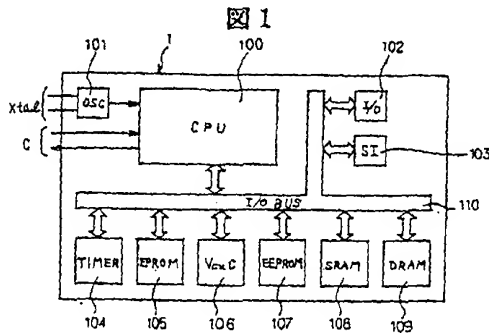 図 1
101
1
100
102
Xtal
OSC
CPU
I/O
C
SI
103
I/O BUS
110
TIMER
EPROM
EEPROM
SRAM
DRAM
104
105
106
107
108
109